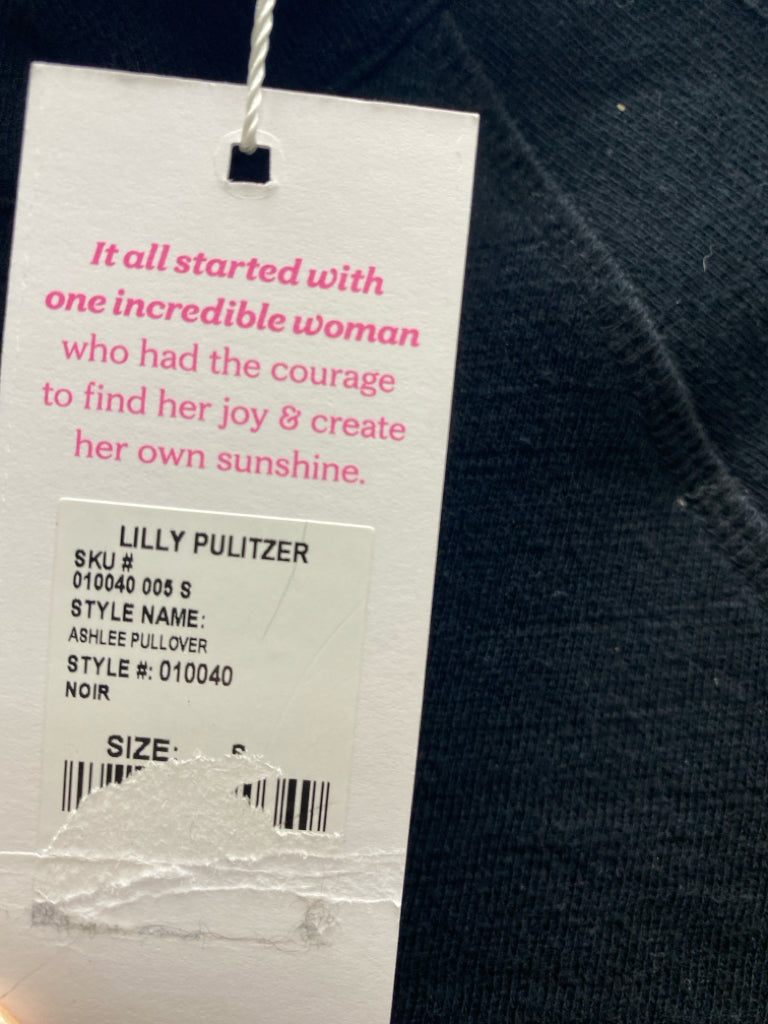 It all started with
one incredible woman
who had the courage
to find her joy & create
her own sunshine.
LILLY PULITZER
SKU #
010040 005 S
STYLE NAME:
ASHLEE PULLOVER
STYLE #: 010040
NOIR
SIZE: S